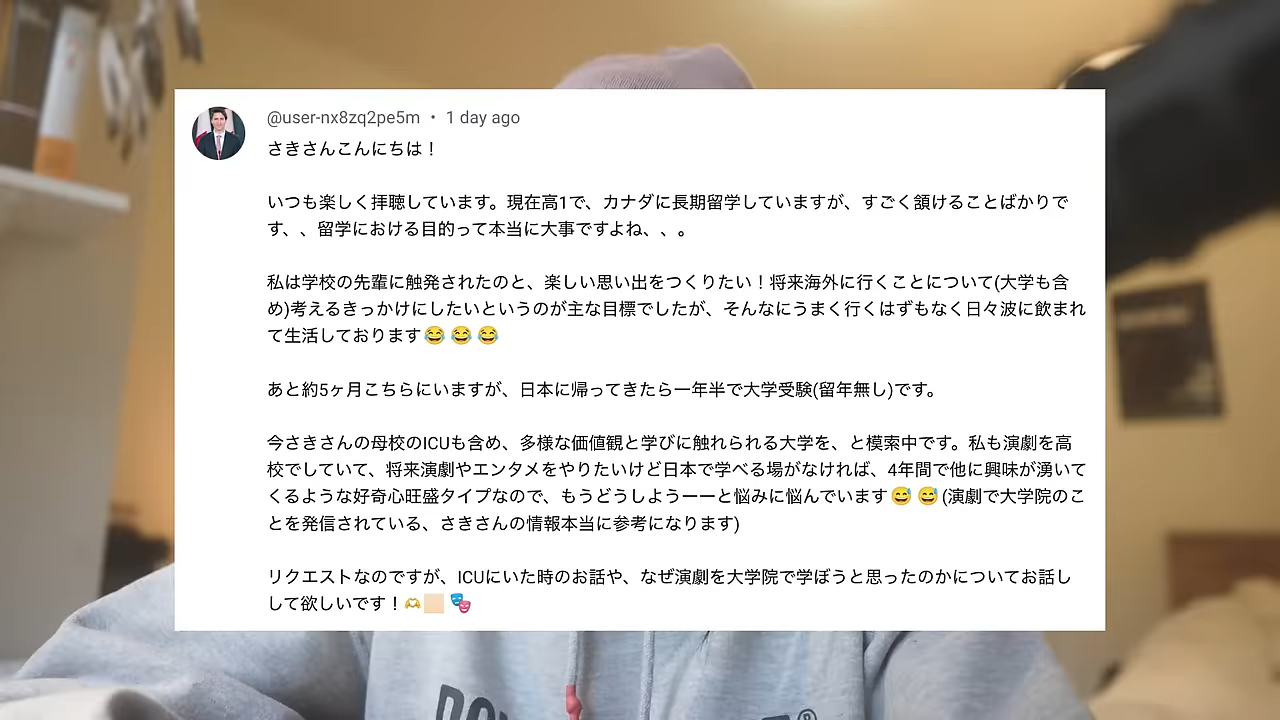 @user-nx8zq2pe5m • 1 day ago
さきさんこんにちは！
いつも楽しく拝聴しています。現在高1で、カナダに長期留学していますが、すごく頷けることばかりで
す、、留学における目的って本当に大事ですよね、、。
私は学校の先輩に触発されたのと、楽しい思い出をつくりたい！将来海外に行くことについて(大学も含
め)考えるきっかけにしたいというのが主な目標でしたが、そんなにうまく行くはずもなく日々波に飲まれ
て生活しております😂 😂 😂
あと約5ヶ月こちらにいますが、日本に帰ってきたら一年半で大学受験(留年無し)です。
今さきさんの母校のICUも含め、多様な価値観と学びに触れられる大学を、と模索中です。私も演劇を高
校でしていて、将来演劇やエンタメをやりたいけど日本で学べる場がなければ、4年間で他に興味が湧いて
くるような好奇心旺盛タイプなので、もうどうしようーーと悩みに悩んでいます😅 😅 (演劇で大学院のこ
とを発信されている、さきさんの情報本当に参考になります)
リクエストなのですが、ICUにいた時のお話や、なぜ演劇を大学院で学ぼうと思ったのかについてお話し
して欲しいです！🫶🏻 🎭